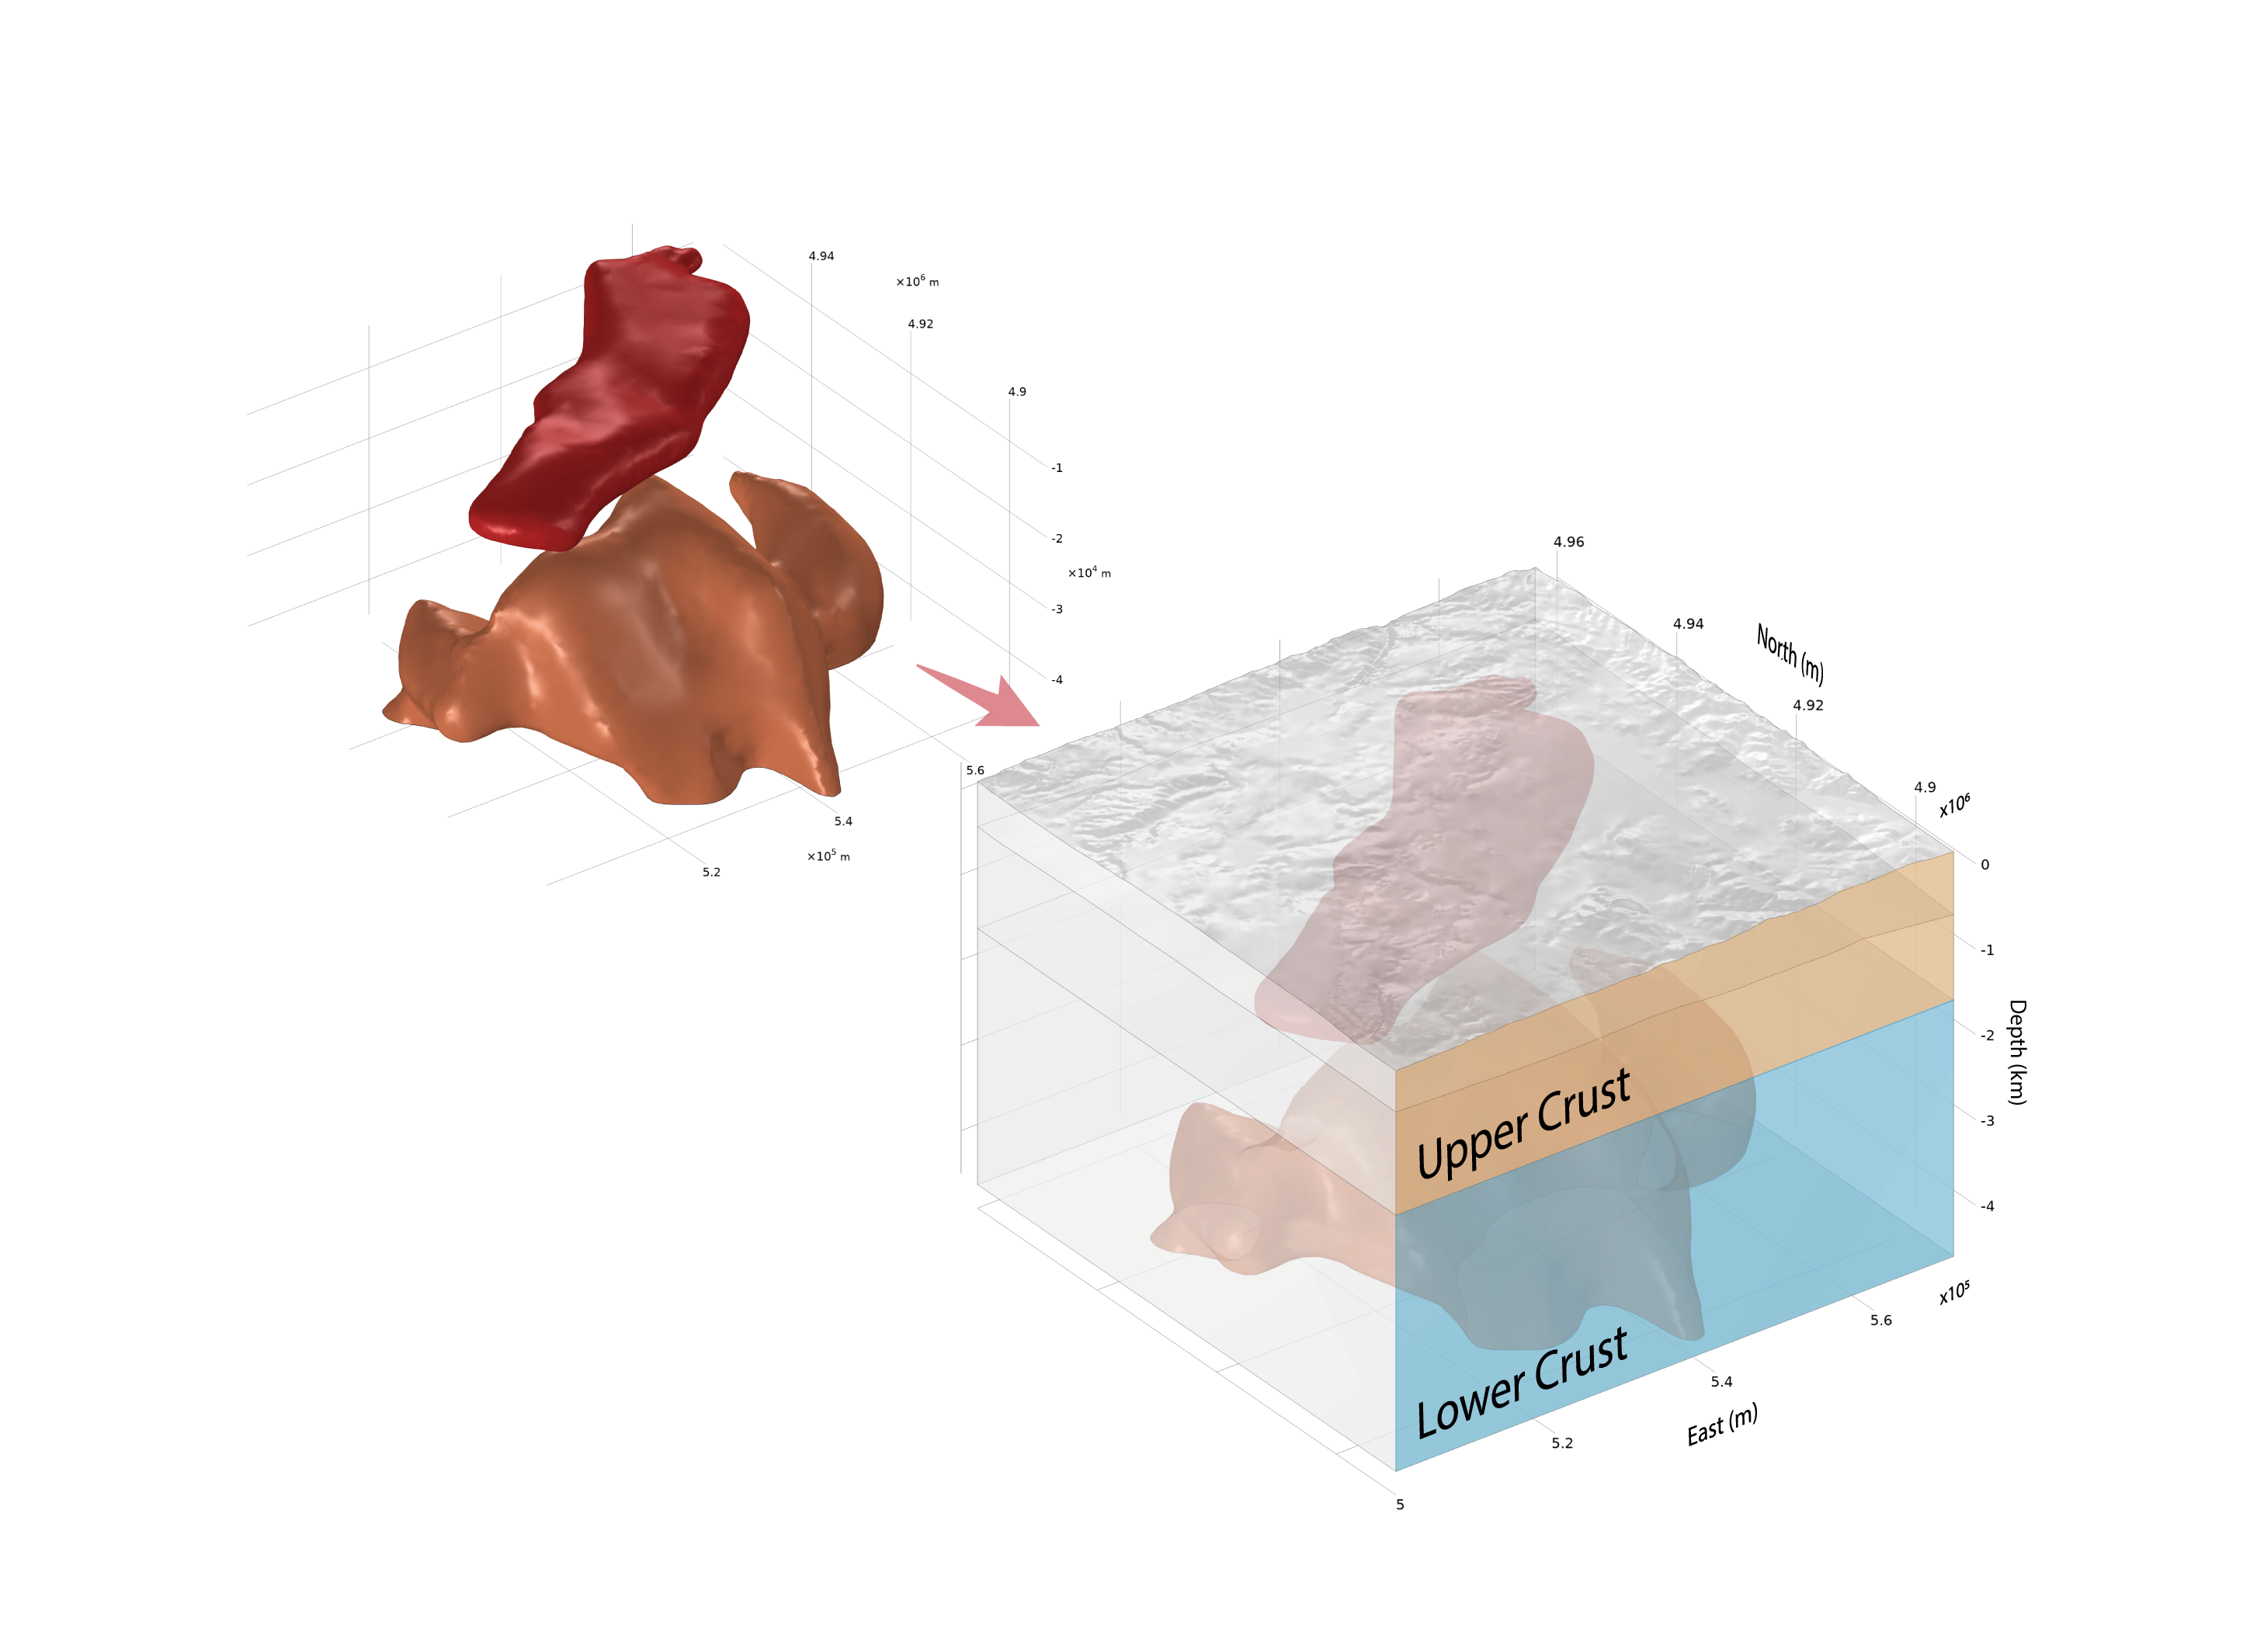 4.94
×10⁶ m
4.92
4.9
-1
-2
×10⁴ m
-3
-4
5.6
5.4
×10⁵ m
5.2
4.96
4.94
North (m)
4.92
4.9
x10⁶
0
-1
-2
Depth (km)
-3
-4
Upper Crust
Lower Crust
x10⁵
5.6
5.4
East (m)
5.2
5